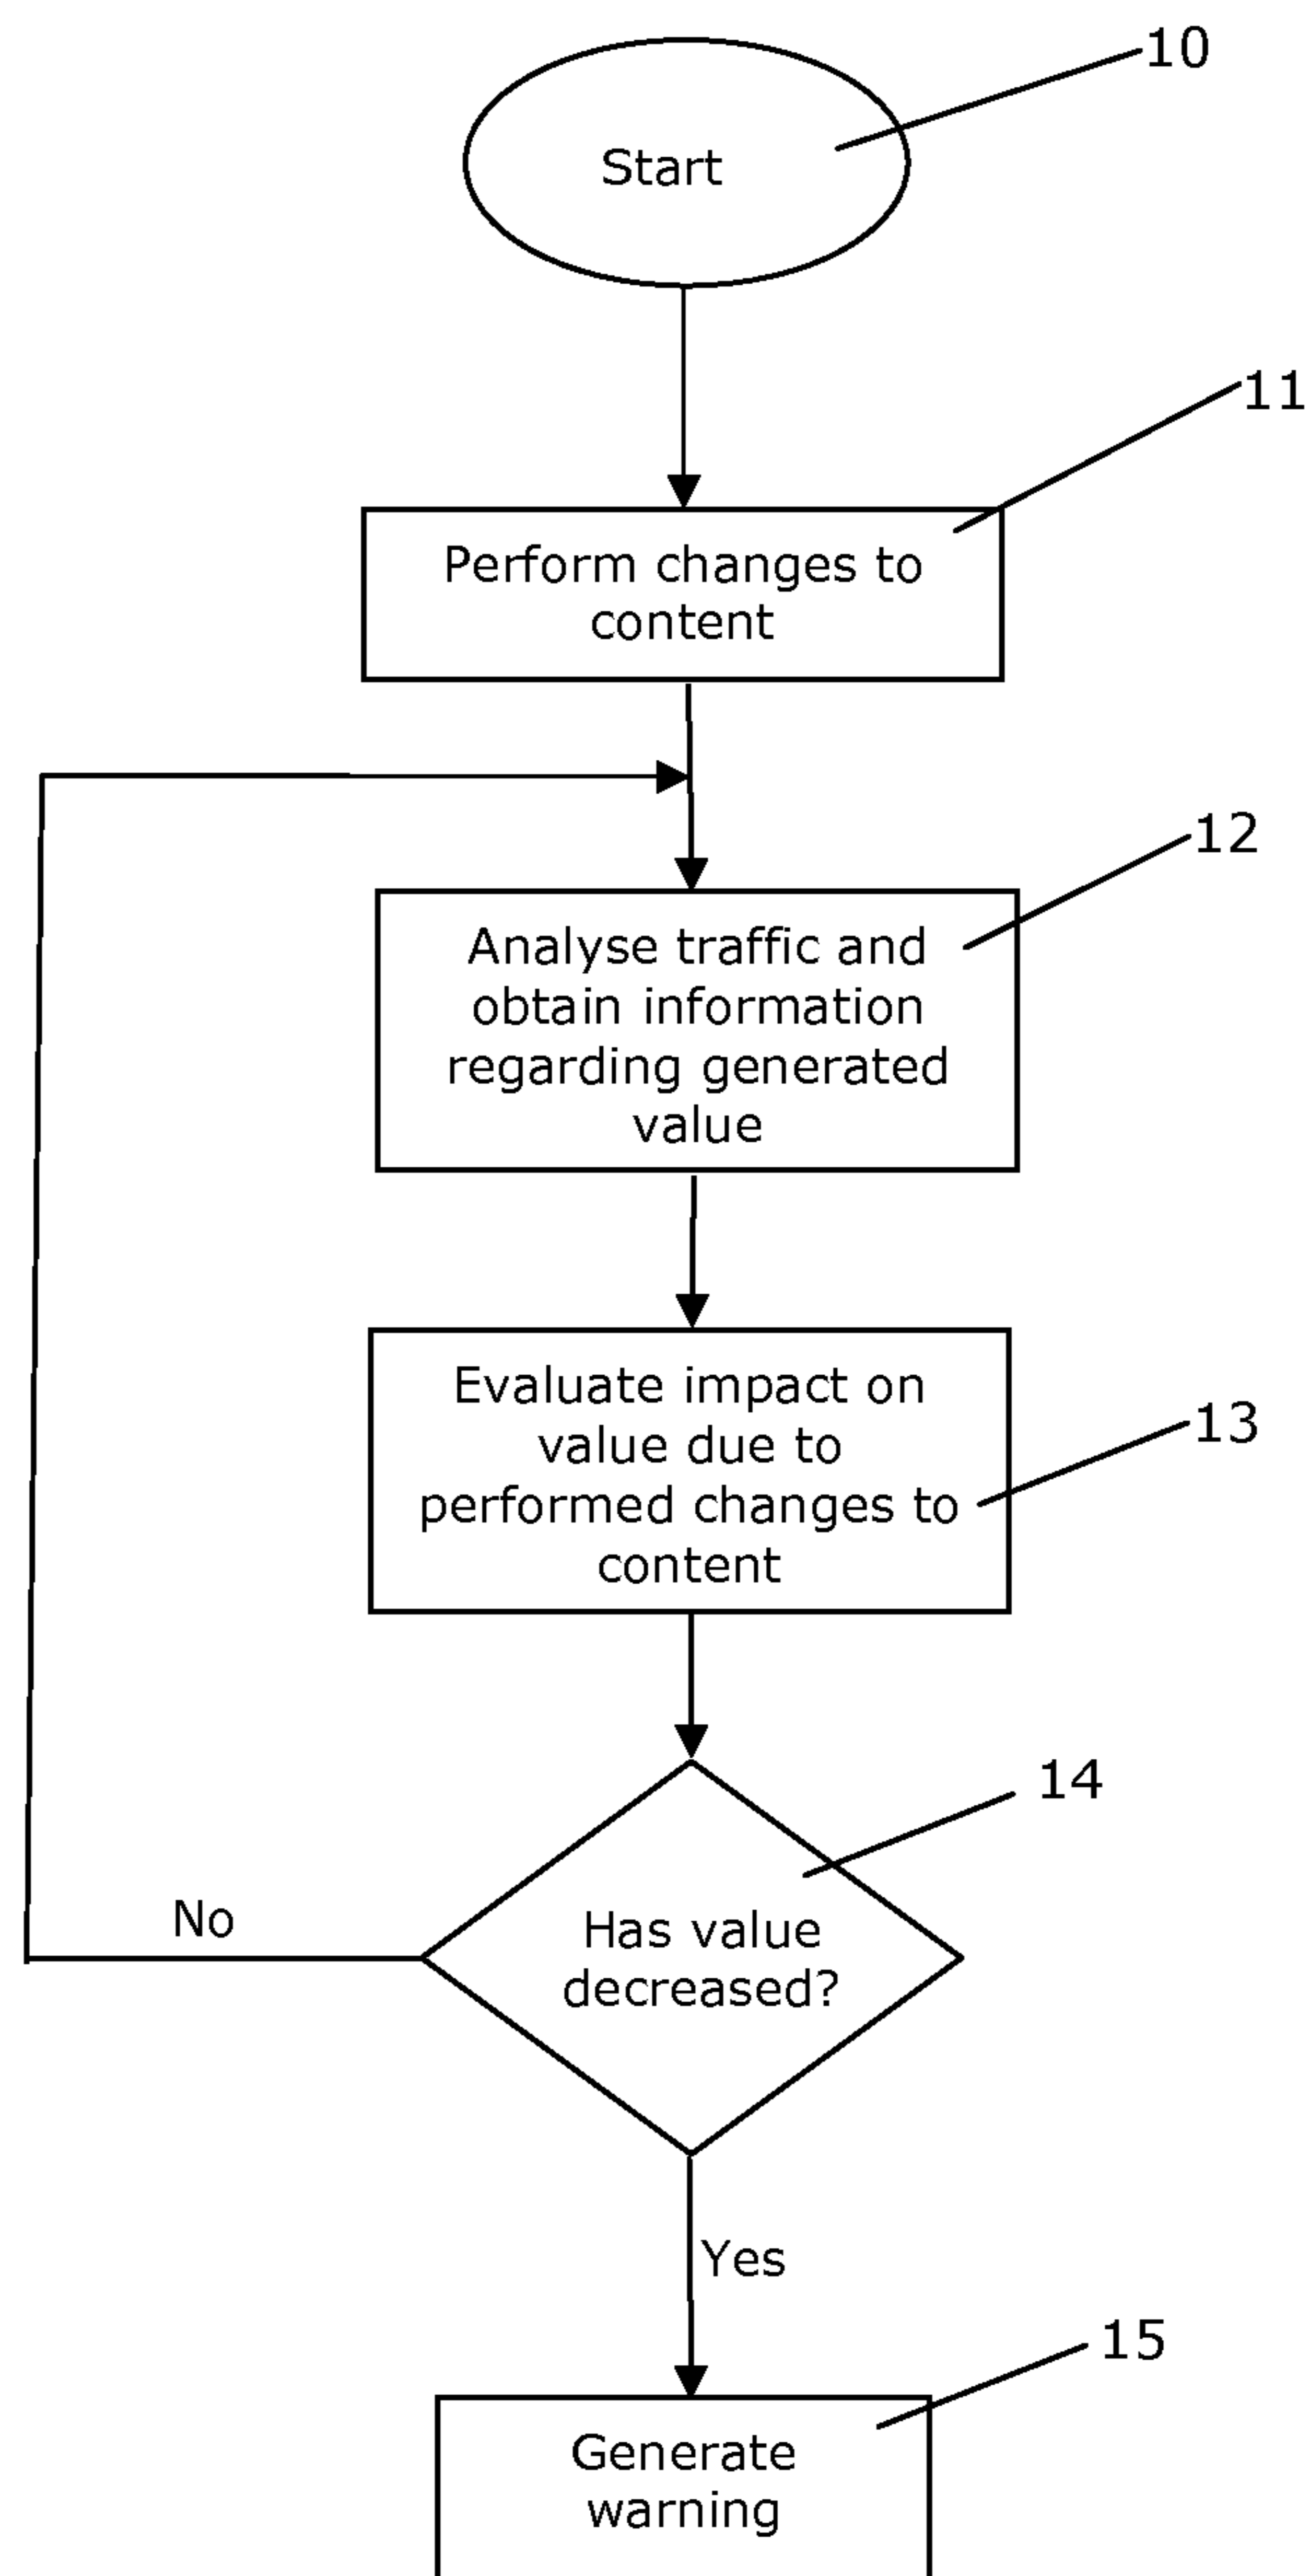 10
Start
11
Perform changes to
content
12
Analyse traffic and
obtain information
regarding generated
value
Evaluate impact on
value due to
13
performed changes to
content
14
Has value
decreased?
No
Yes
15
Generate
warning